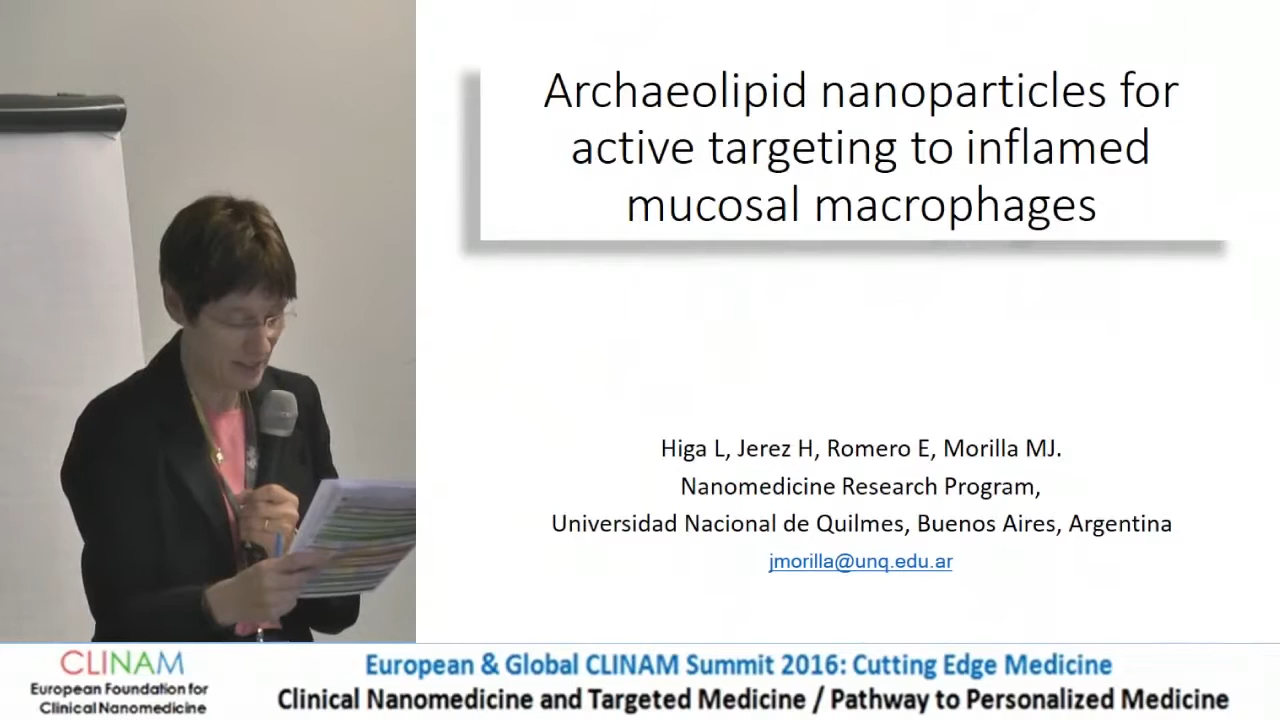 Archaeolipid nanoparticles for
active targeting to inflamed
mucosal macrophages
Higa L, Jerez H, Romero E, Morilla MJ.
Nanomedicine Research Program,
Universidad Nacional de Quilmes, Buenos Aires, Argentina
jmorilla@unq.edu.ar
CLINAM
European Foundation for
Clinical Nanomedicine
European & Global CLINAM Summit 2016: Cutting Edge Medicine
Clinical Nanomedicine and Targeted Medicine / Pathway to Personalized Medicine